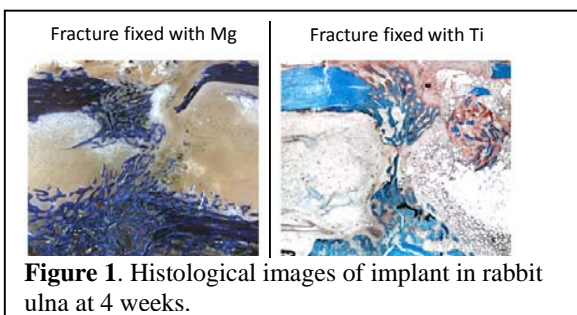 Fracture fixed with Mg
Fracture fixed with Ti
Figure 1. Histological images of implant in rabbit
ulna at 4 weeks.